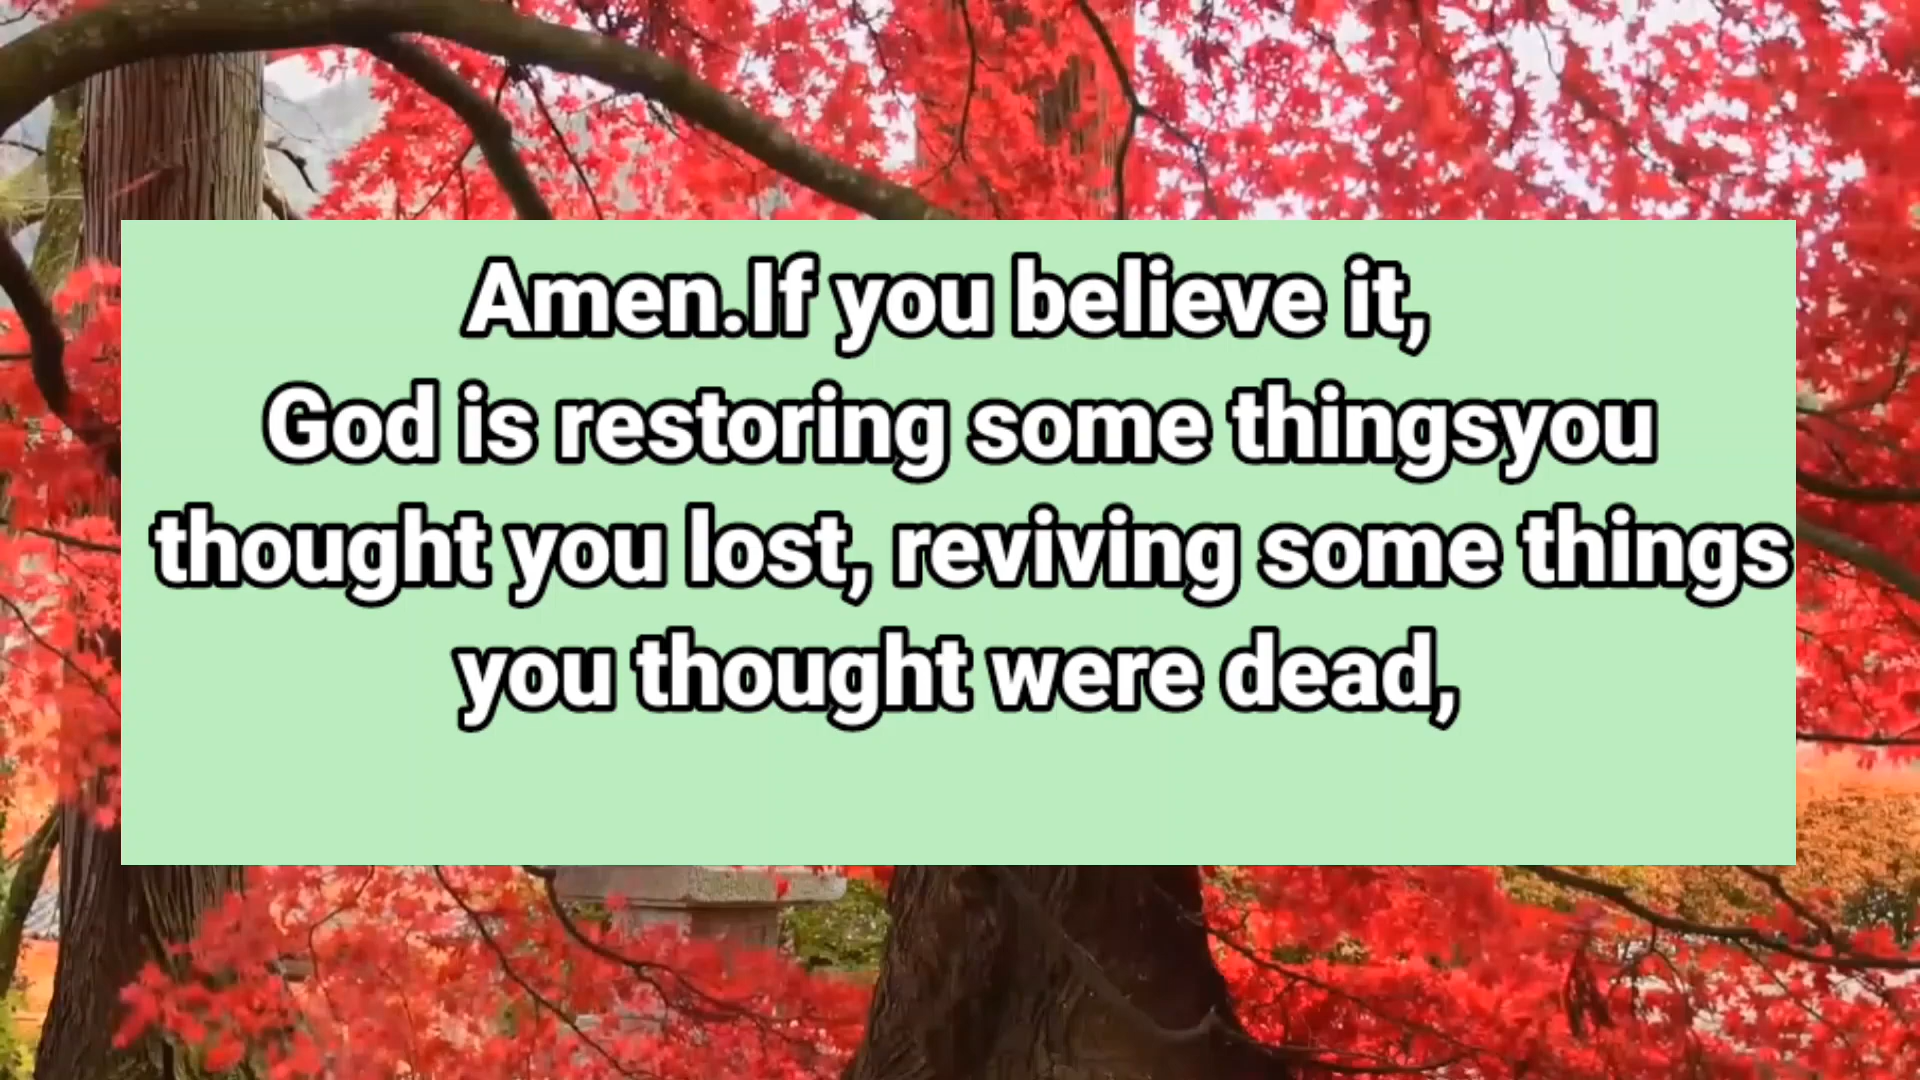 Amen.If you believe it,
God is restoring some thingsyou
thought you lost, reviving some things
you thought were dead,